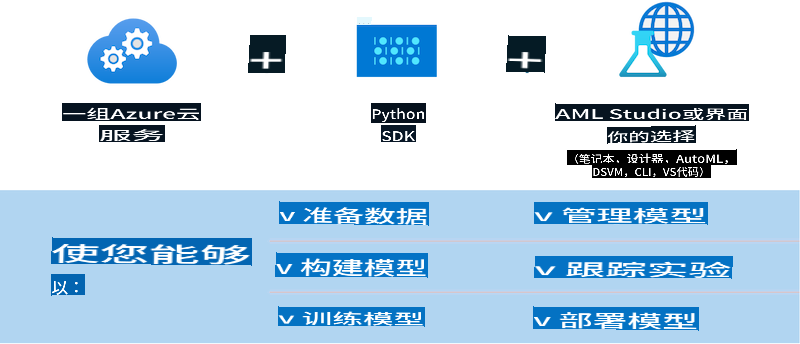 +
+
一组Azure云
服务
Python
SDK
AML Studio或界面
你的选择
（笔记本、设计器、AutoML，
DSVM，CLI，VS代码）
使您能够
以：
v 准备数据
v 管理模型
v 构建模型
v 跟踪实验
v 训练模型
v 部署模型